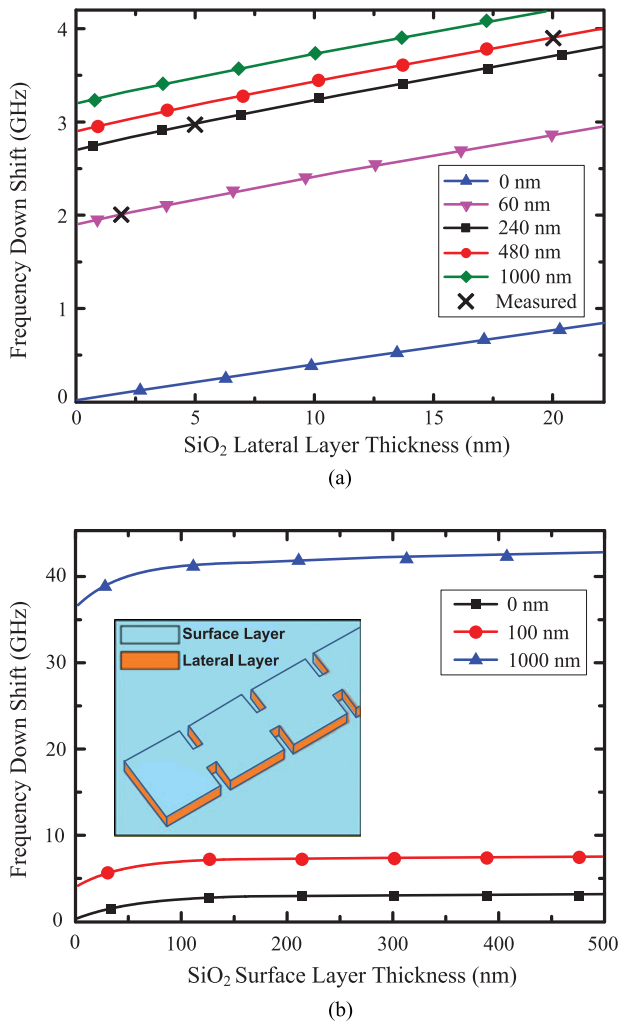 4
3
2
1
0
Frequency Down Shift (GHz)
0 nm
60 nm
240 nm
480 nm
1000 nm
Measured
0 5 10 15 20
SiO2 Lateral Layer Thickness (nm)
(a)
40
30
20
10
0
Frequency Down Shift (GHz)
Surface Layer
Lateral Layer
0 nm
100 nm
1000 nm
0 100 200 300 400 500
SiO2 Surface Layer Thickness (nm)
(b)